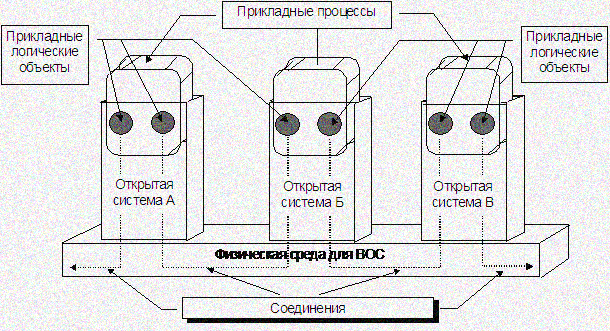 Прикладные процессы
Прикладные
логические
объекты
Прикладные
логические
объекты
Открытая
система А
Открытая
система Б
Открытая
система В
Физическая среда для ВОС
Соединения